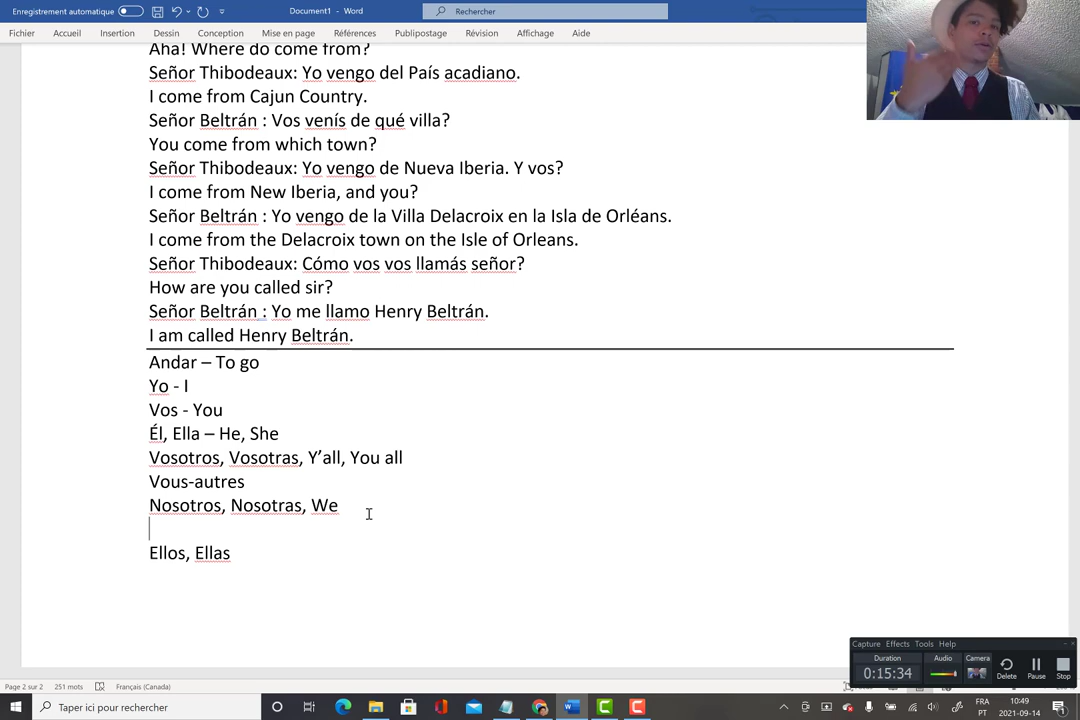 Enregistrement automatique
Document1 - Word
Rechercher
Fichier Accueil Insertion Dessin Conception Mise en page Références Publipostage Révision Affichage Aide
Aha! Where do come from?
Señor Thibodeaux: Yo vengo del País acadiano.
I come from Cajun Country.
Señor Beltrán : Vos venís de qué villa?
You come from which town?
Señor Thibodeaux: Yo vengo de Nueva Iberia. Y vos?
I come from New Iberia, and you?
Señor Beltrán : Yo vengo de la Villa Delacroix en la Isla de Orléans.
I come from the Delacroix town on the Isle of Orleans.
Señor Thibodeaux: Cómo vos vos llamás señor?
How are you called sir?
Señor Beltrán : Yo me llamo Henry Beltrán.
I am called Henry Beltrán.
Andar – To go
Yo - I
Vos - You
Él, Ella – He, She
Vosotros, Vosotras, Y’all, You all
Vous-autres
Nosotros, Nosotras, We
Ellos, Ellas
Capture Effects Tools Help
Duration Audio Camera
0:15:34 Delete Pause Stop
Page 2 sur 2 251 mots Français (Canada)
Taper ici pour rechercher
FRA 10:49
PT 2021-09-14